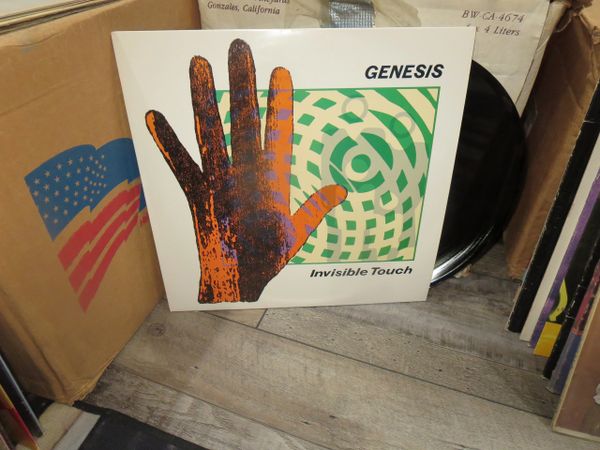 Gonzales, California
BW-CA-4674
4 Liters
GENESIS
Invisible Touch